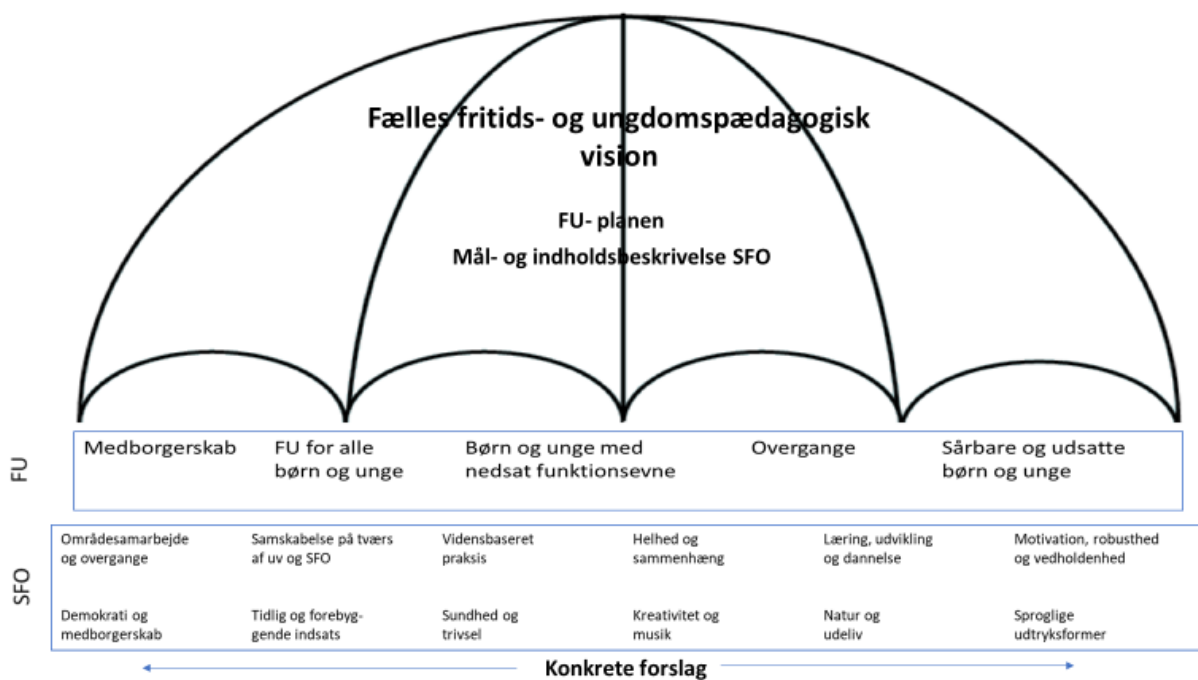 Fælles fritids- og ungdomspædagogisk
vision
FU- planen
Mål- og indholdsbeskrivelse SFO
FU
Medborgerskab
FU for alle
børn og unge
Børn og unge med
nedsat funktionsevne
Overgange
Sårbare og udsatte
børn og unge
SFO
Områdesamarbejde
og overgange
Samskabelse på tværs
af uv og SFO
Vidensbaseret
praksis
Helhed og
sammenhæng
Læring, udvikling
og dannelse
Motivation, robusthed
og vedholdenhed
Demokrati og
medborgerskab
Tidlig og forebyg-
gende indsats
Sundhed og
trivsel
Kreativitet og
musik
Natur og
udeliv
Sproglige
udtryksformer
Konkrete forslag